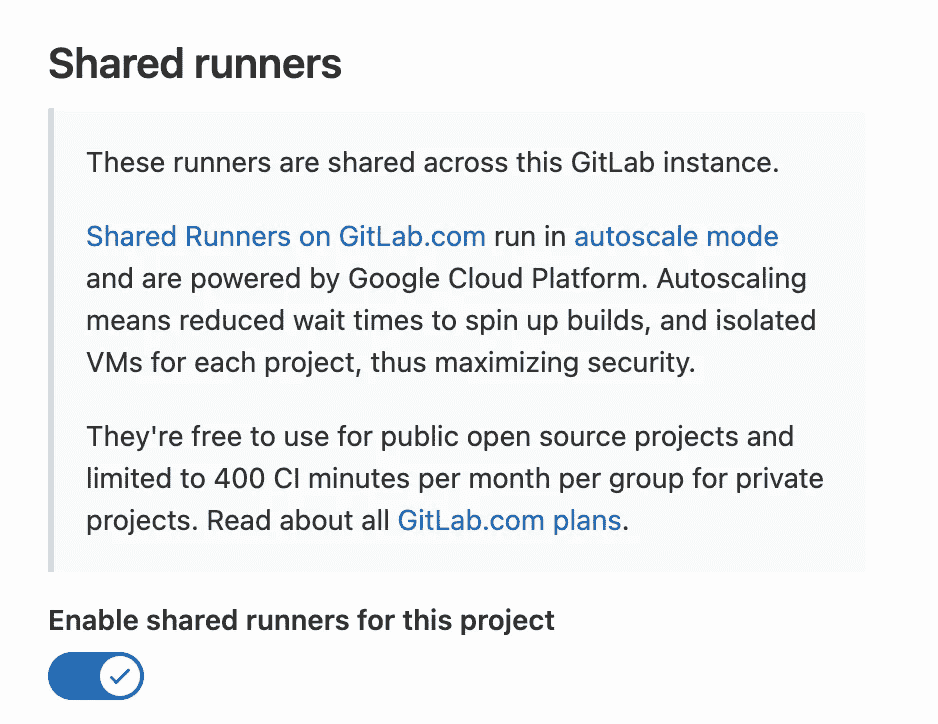 Shared runners
These runners are shared across this GitLab instance.
Shared Runners on GitLab.com run in autoscale mode
and are powered by Google Cloud Platform. Autoscaling
means reduced wait times to spin up builds, and isolated
VMs for each project, thus maximizing security.
They're free to use for public open source projects and
limited to 400 CI minutes per month per group for private
projects. Read about all GitLab.com plans.
Enable shared runners for this project